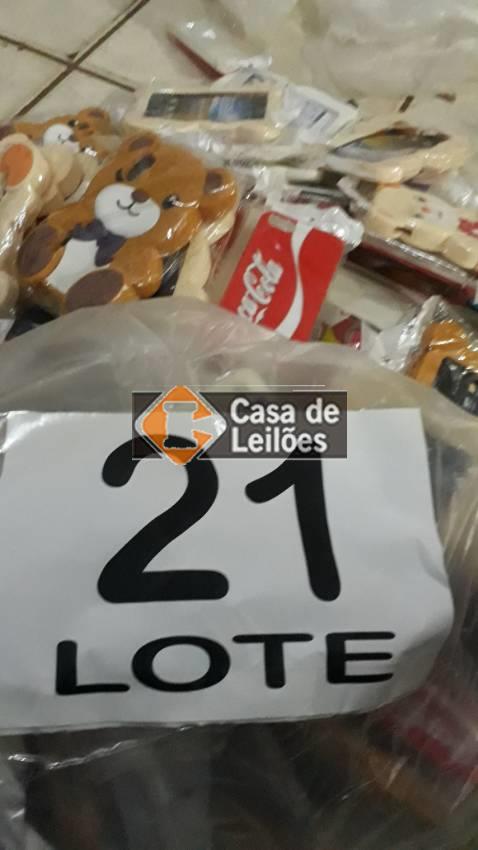 Coca-Cola
Casa de
Leilões
21
LOTE